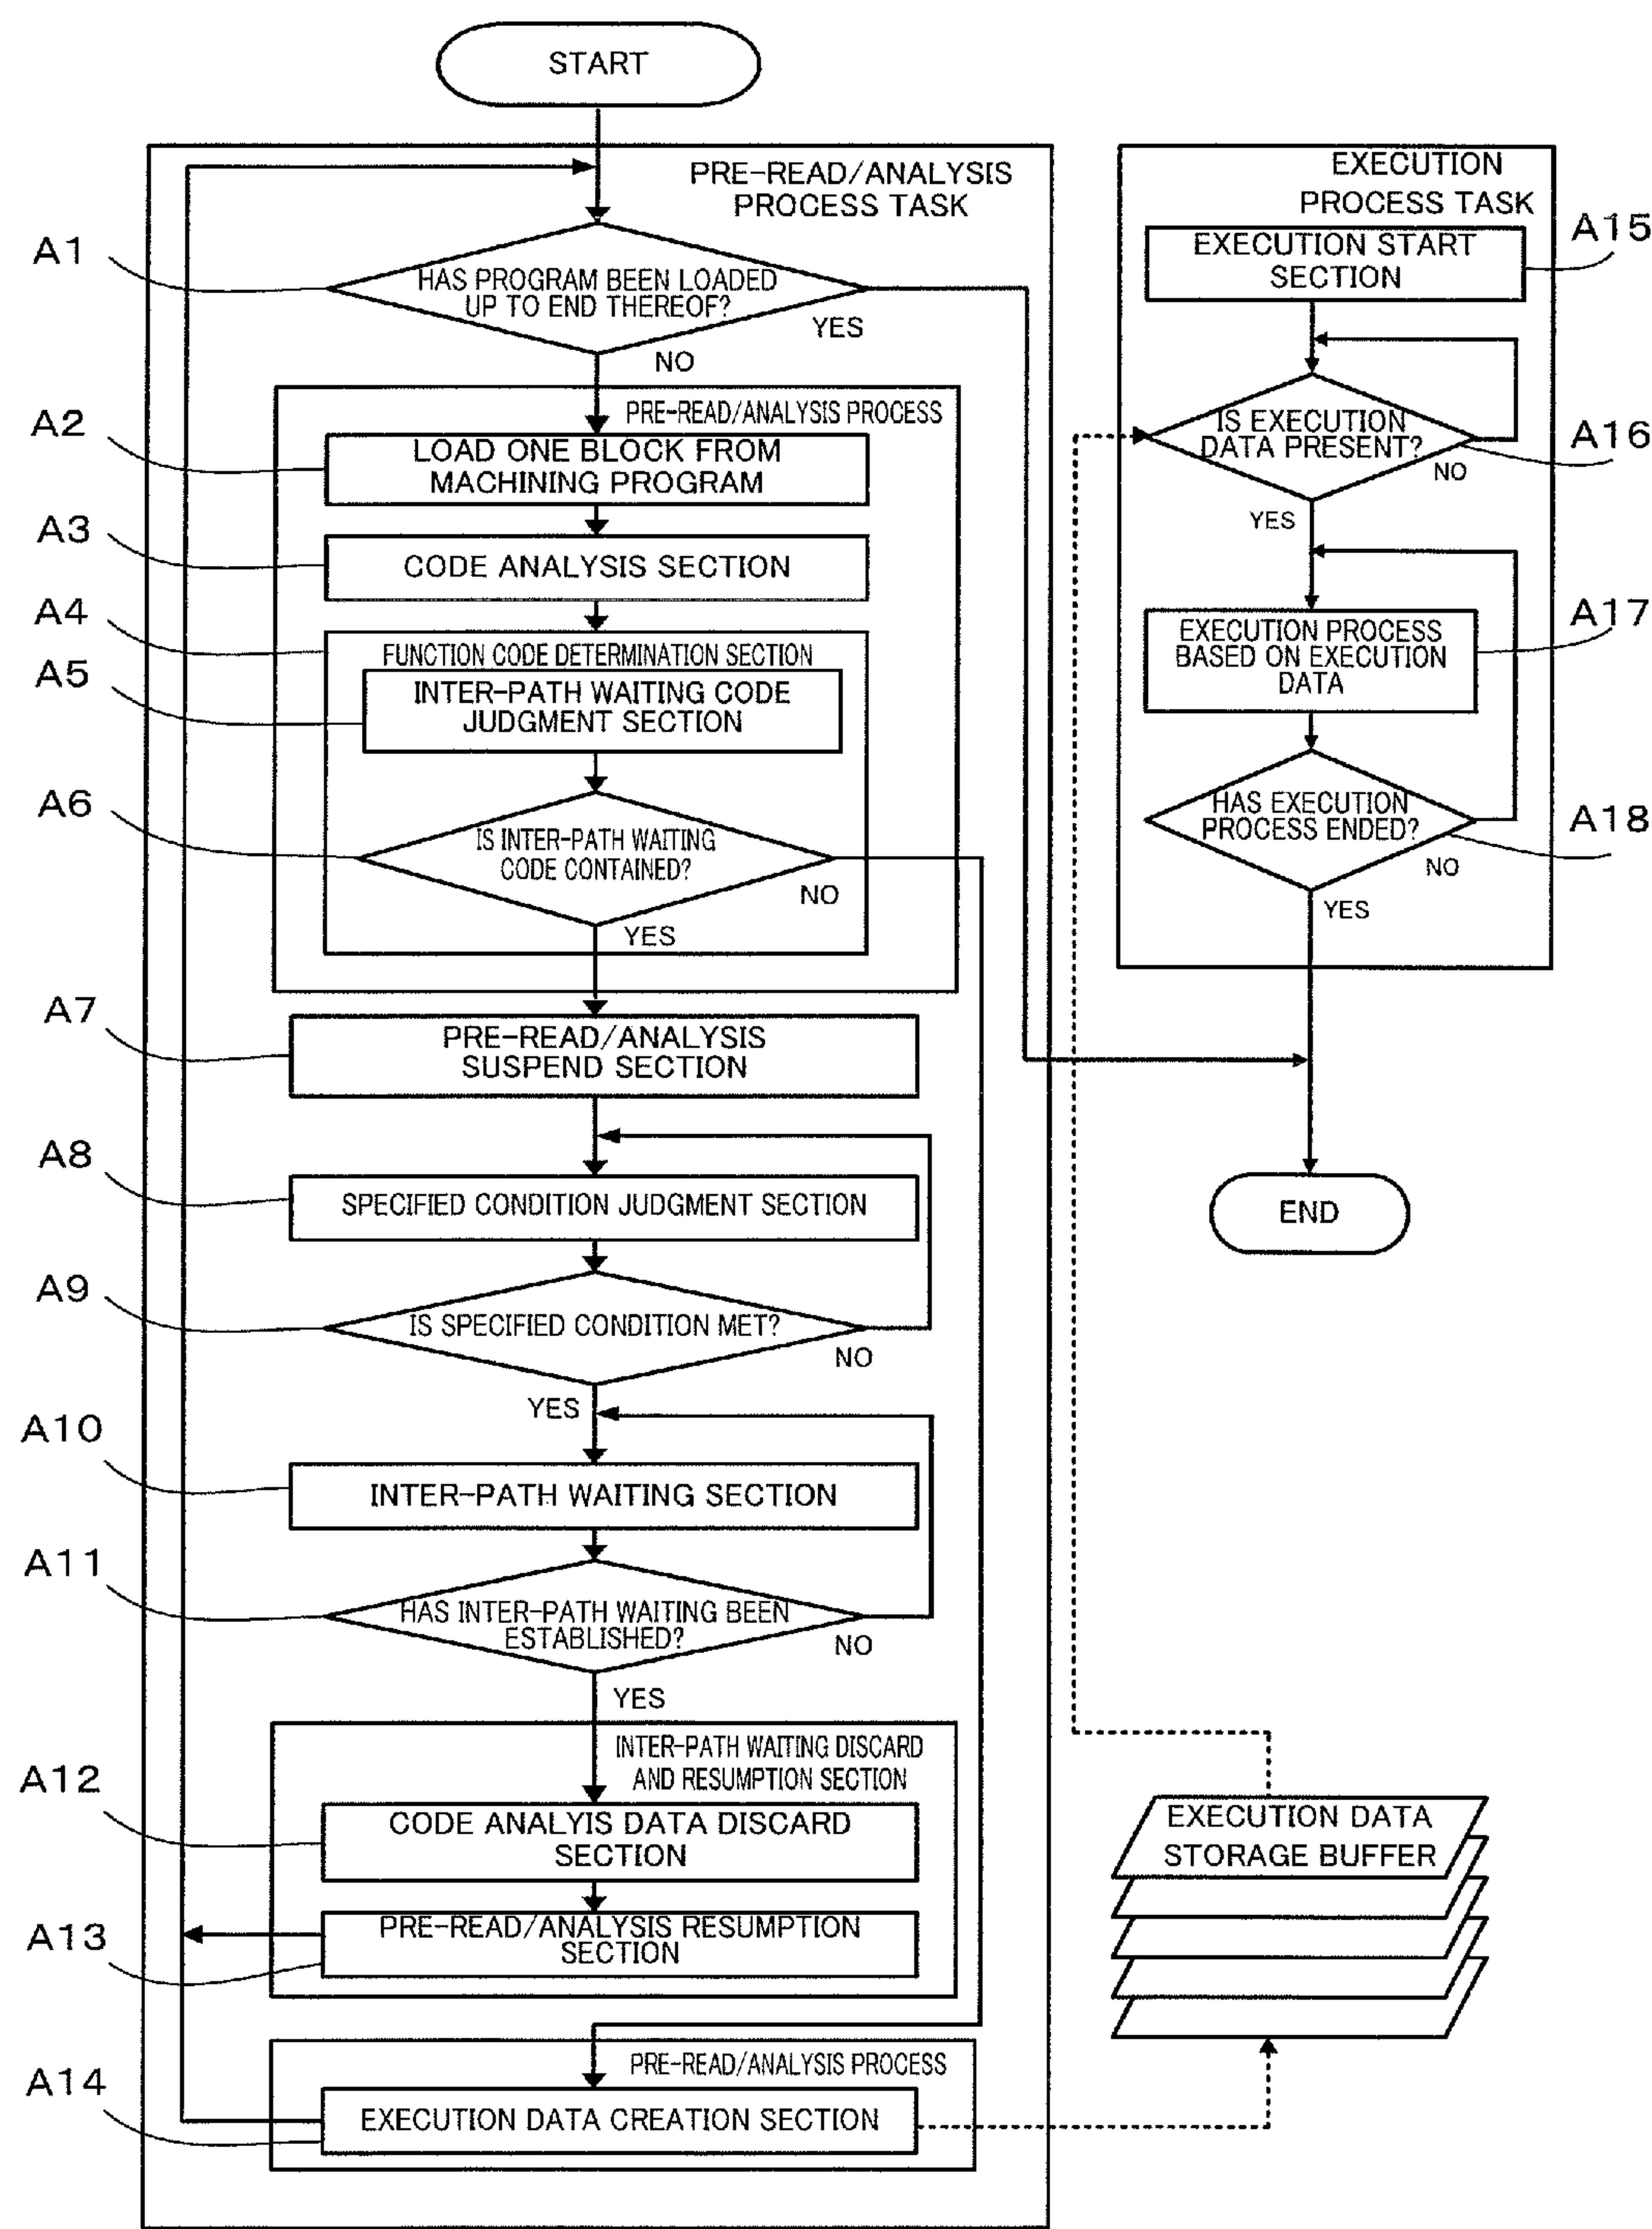 START
PRE-READ/ANALYSIS
PROCESS TASK
A1
HAS PROGRAM BEEN LOADED
UP TO END THEREOF?
YES
NO
PRE-READ/ANALYSIS PROCESS
A2
LOAD ONE BLOCK FROM
MACHINING PROGRAM
A3
CODE ANALYSIS SECTION
A4
FUNCTION CODE DETERMINATION SECTION
A5
INTER-PATH WAITING CODE
JUDGMENT SECTION
A6
IS INTER-PATH WAITING
CODE CONTAINED?
NO
YES
A7
PRE-READ/ANALYSIS
SUSPEND SECTION
A8
SPECIFIED CONDITION JUDGMENT SECTION
A9
IS SPECIFIED CONDITION MET?
NO
YES
A10
INTER-PATH WAITING SECTION
A11
HAS INTER-PATH WAITING BEEN
ESTABLISHED?
NO
YES
INTER-PATH WAITING DISCARD
AND RESUMPTION SECTION
A12
CODE ANALYIS DATA DISCARD
SECTION
A13
PRE-READ/ANALYSIS RESUMPTION
SECTION
PRE-READ/ANALYSIS PROCESS
A14
EXECUTION DATA CREATION SECTION
EXECUTION
PROCESS TASK
A15
EXECUTION START
SECTION
IS EXECUTION
DATA PRESENT?
A16
NO
YES
A17
EXECUTION PROCESS
BASED ON EXECUTION
DATA
HAS EXECUTION
PROCESS ENDED?
A18
NO
YES
END
EXECUTION DATA
STORAGE BUFFER